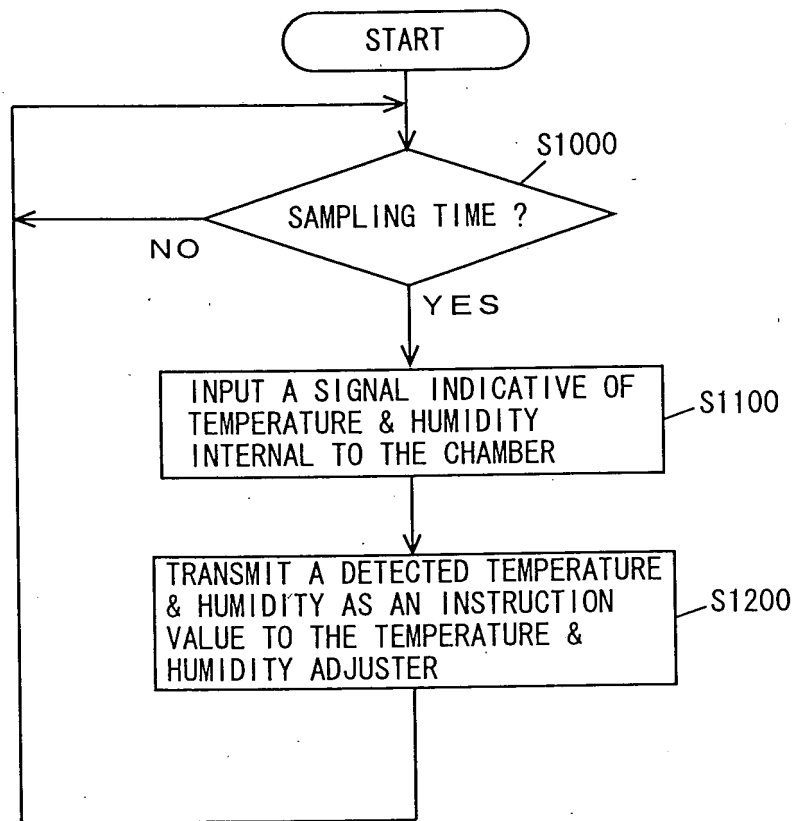 START
S1000
SAMPLING TIME ?
NO
YES
INPUT A SIGNAL INDICATIVE OF
TEMPERATURE & HUMIDITY
INTERNAL TO THE CHAMBER
S1100
TRANSMIT A DETECTED TEMPERATURE
& HUMIDITY AS AN INSTRUCTION
VALUE TO THE TEMPERATURE &
HUMIDITY ADJUSTER
S1200